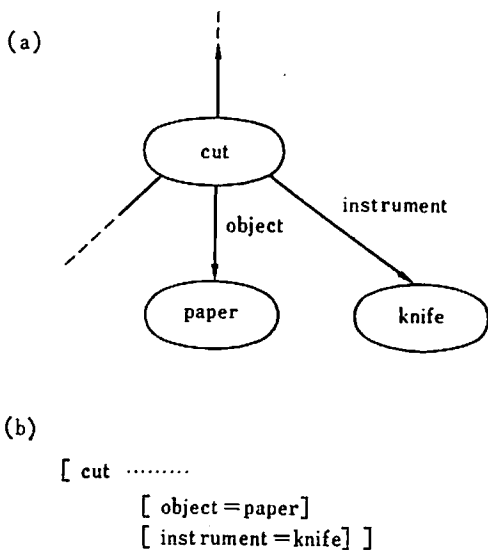 (a)
cut
instrument
object
paper
knife
(b)
[ cut ·········
[ object = paper]
[ instrument = knife] ]